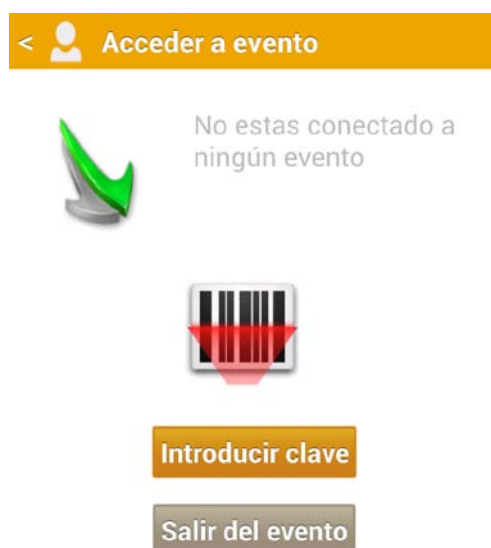 < Acceder a evento
No estas conectado a
ningún evento
Introducir clave
Salir del evento